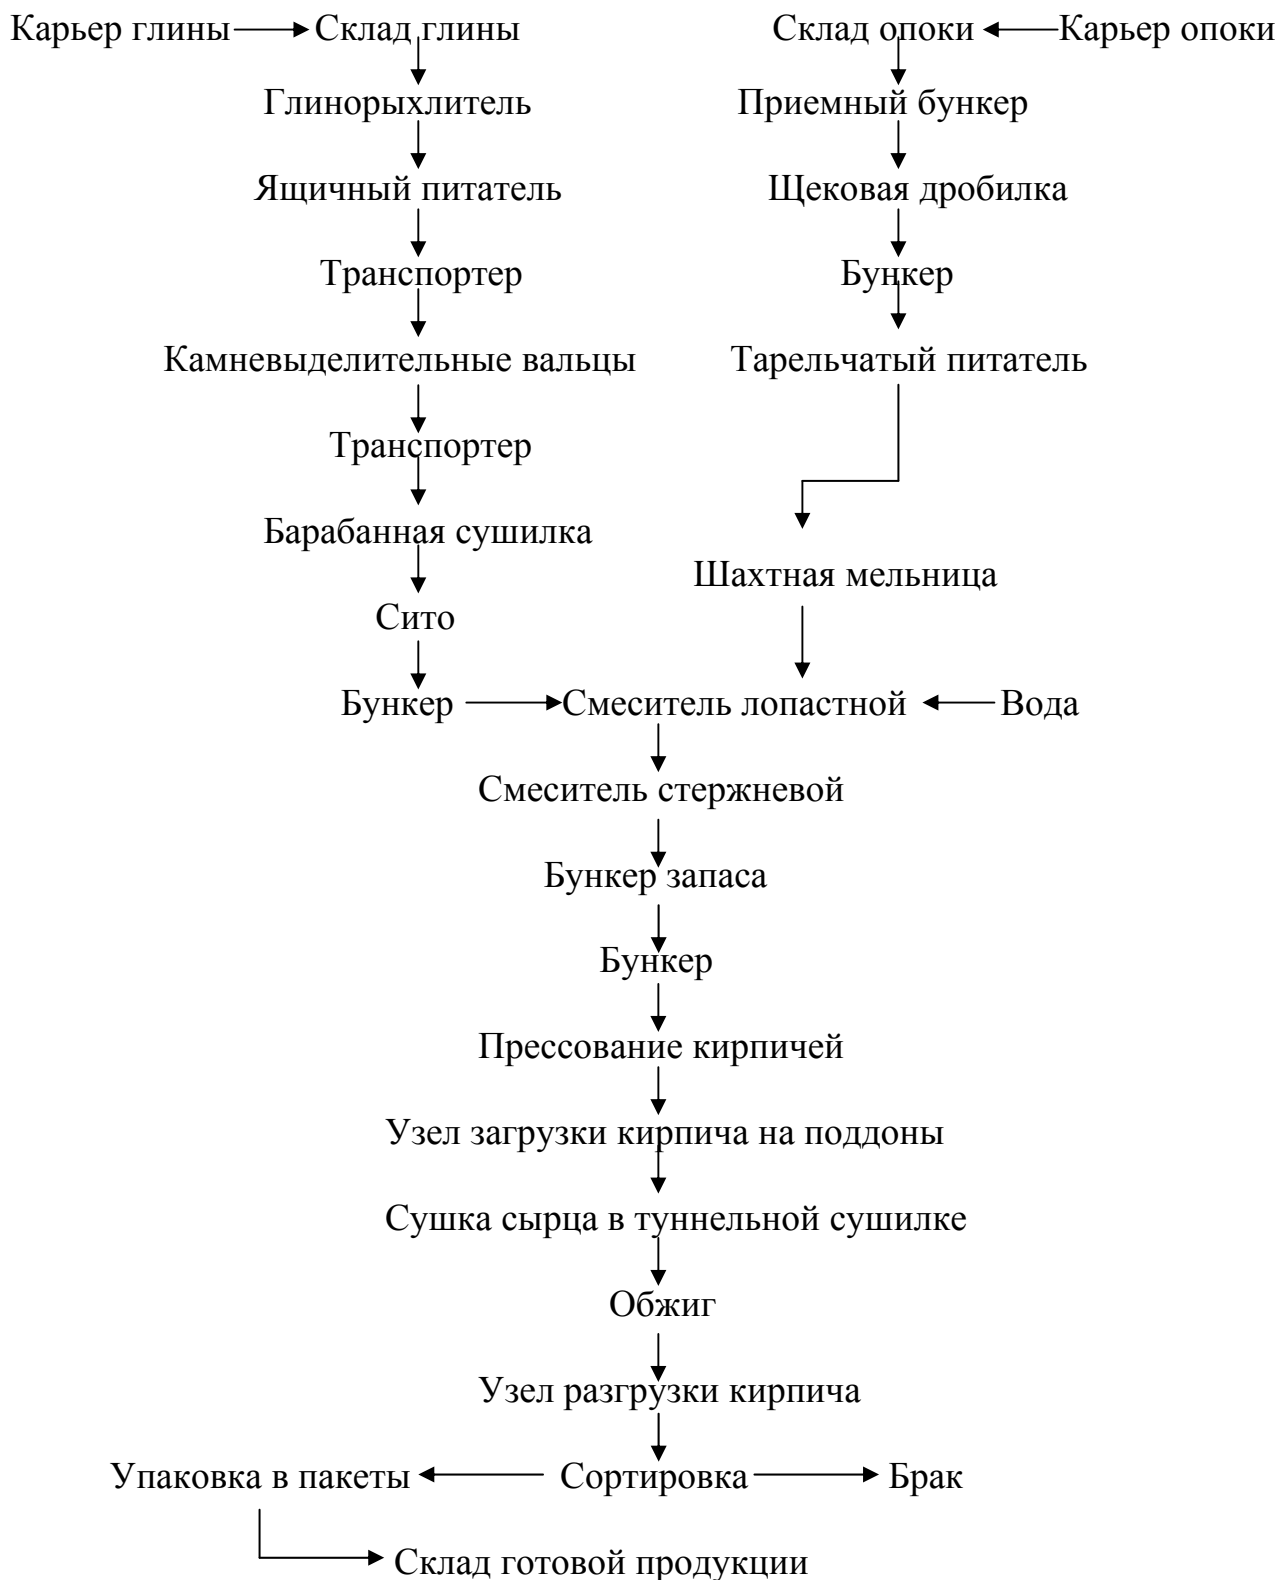 Карьер глины Склад глины Склад опоки Карьер опоки
Глинорыхлитель Приемный бункер
Ящичный питатель Щековая дробилка
Транспортер Бункер
Камневыделительные вальцы Тарельчатый питатель
Транспортер
Барабанная сушилка
Шахтная мельница
Сито
Бункер Смеситель лопастной Вода
Смеситель стержневой
Бункер запаса
Бункер
Прессование кирпичей
Узел загрузки кирпича на поддоны
Сушка сырца в туннельной сушилке
Обжиг
Узел разгрузки кирпича
Упаковка в пакеты Сортировка Брак
Склад готовой продукции